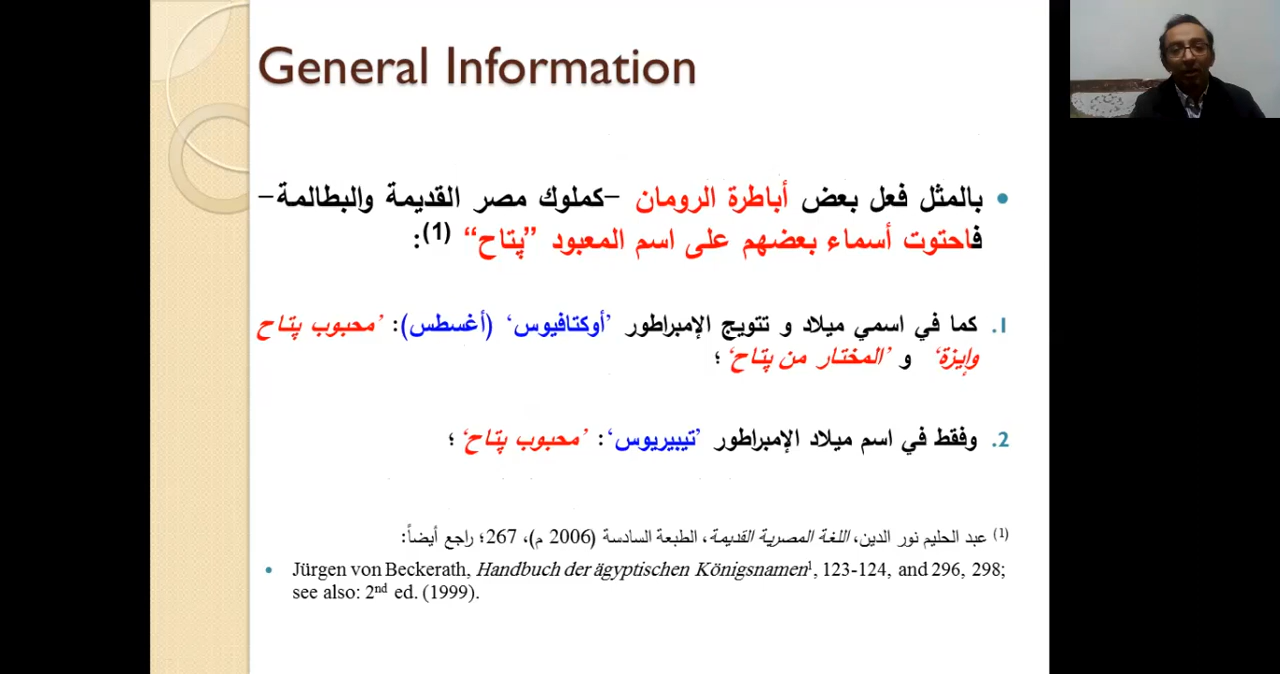 General Information
• بالمثل فعل بعض أباطرة الرومان –كملوك مصر القديمة والبطالمة–
فاحتوت أسماء بعضهم على اسم المعبود ”پتاح“ (1):
1. كما في اسمي ميلاد و تتويج الإمبراطور ’أوكتافيوس‘ (أغسطس): ’محبوب پتاح
وإيزة‘ و ’المختار من پتاح‘؛
2. وفقط في اسم ميلاد الإمبراطور ’تيبيريوس‘: ’محبوب پتاح‘؛
(1) عبد الحليم نور الدين، اللغة المصرية القديمة، الطبعة السادسة (2006 م)، 267؛ راجع أيضاً:
• Jürgen von Beckerath, Handbuch der ägyptischen Königsnamen¹, 123-124, and 296, 298;
see also: 2nd ed. (1999).